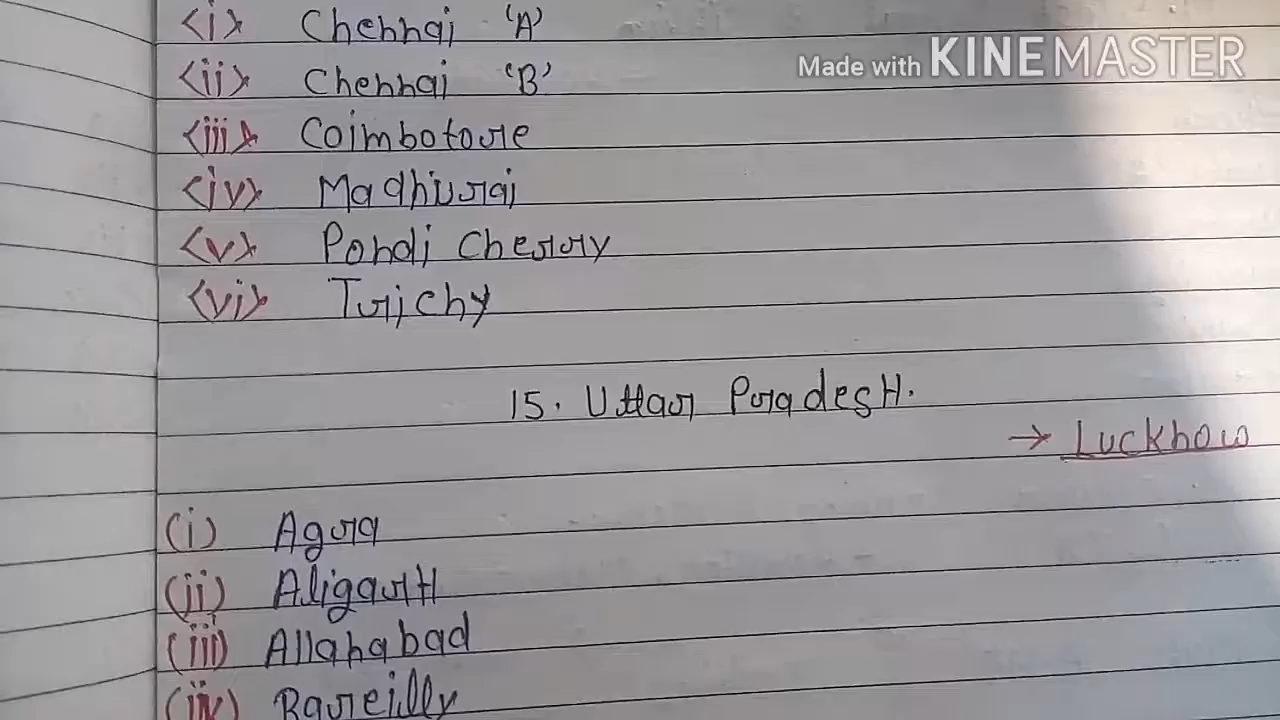 <i> Chennai 'A'
Made with KINEMASTER
<ii> Chennai 'B'
<iii> Coimbotore
<iv> Madhurai
<v> Pondi Cherry
<vi> Trichy
15. Uttar PradesH.
→ Lucknow
(i) Agra
(ii) AligarH
(iii) Allahabad
(iv) Bareilly